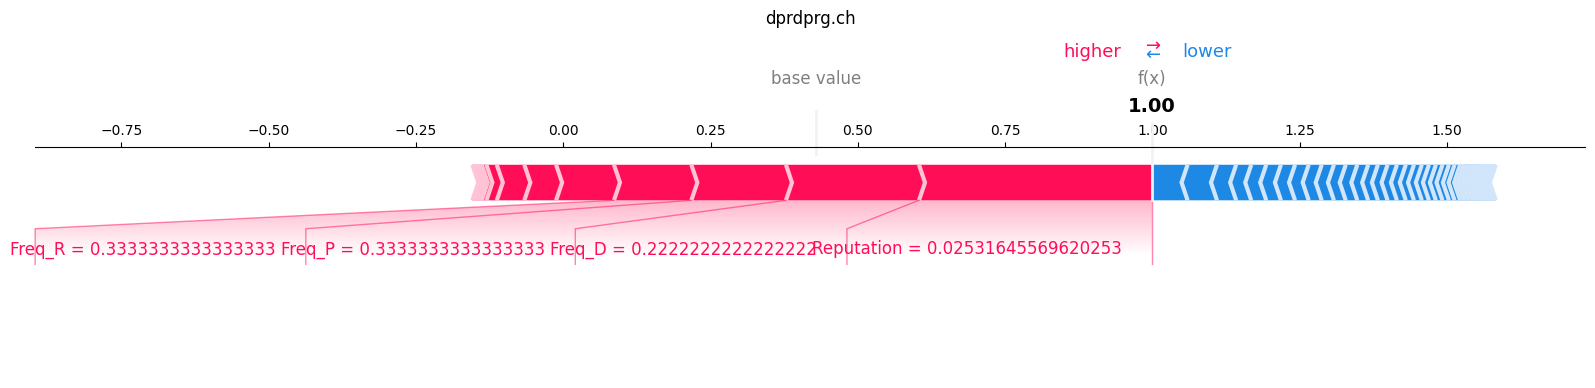 dprdprg.ch
higher ⇄ lower
base value f(x)
1.00
−0.75 −0.50 −0.25 0.00 0.25 0.50 0.75 1.00 1.25 1.50
Freq_R = 0.3333333333333333 Freq_P = 0.3333333333333333 Freq_D = 0.2222222222222222 Reputation = 0.02531645569620253